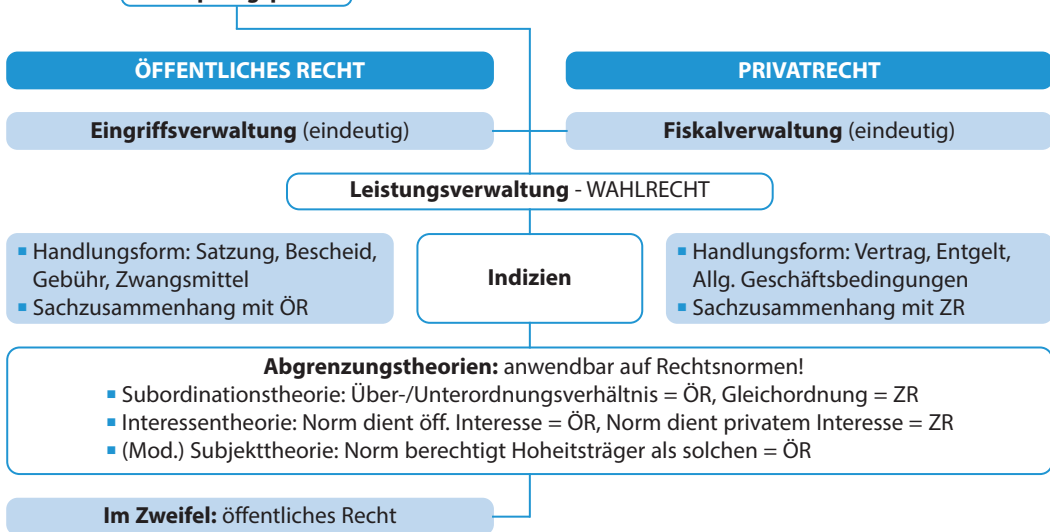 ÖFFENTLICHES RECHT
PRIVATRECHT
Eingriffsverwaltung (eindeutig)
Fiskalverwaltung (eindeutig)
Leistungsverwaltung - WAHLRECHT
▪ Handlungsform: Satzung, Bescheid,
Gebühr, Zwangsmittel
▪ Sachzusammenhang mit ÖR
Indizien
▪ Handlungsform: Vertrag, Entgelt,
Allg. Geschäftsbedingungen
▪ Sachzusammenhang mit ZR
Abgrenzungstheorien: anwendbar auf Rechtsnormen!
▪ Subordinationstheorie: Über-/Unterordnungsverhältnis = ÖR, Gleichordnung = ZR
▪ Interessentheorie: Norm dient öff. Interesse = ÖR, Norm dient privatem Interesse = ZR
▪ (Mod.) Subjekttheorie: Norm berechtigt Hoheitsträger als solchen = ÖR
Im Zweifel: öffentliches Recht